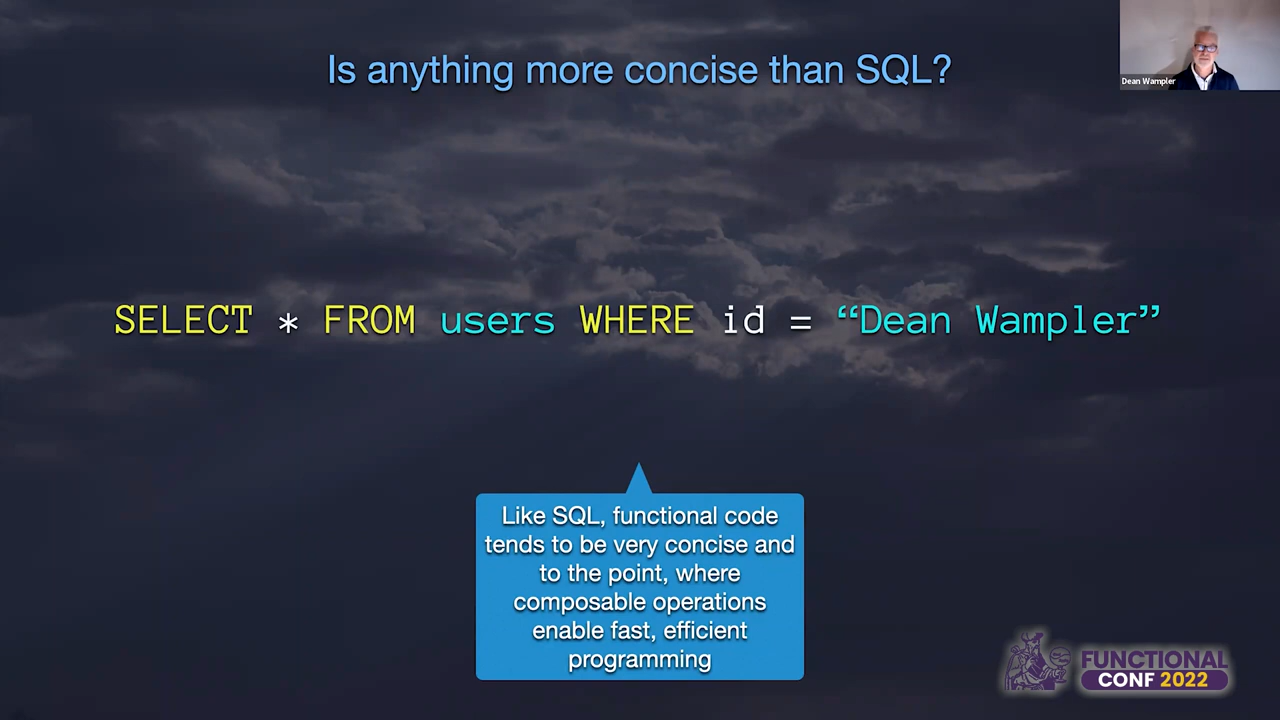 Is anything more concise than SQL?
Dean Wampler
SELECT * FROM users WHERE id = “Dean Wampler”
Like SQL, functional code
tends to be very concise and
to the point, where
composable operations
enable fast, efficient
programming
FUNCTIONAL
CONF 2022